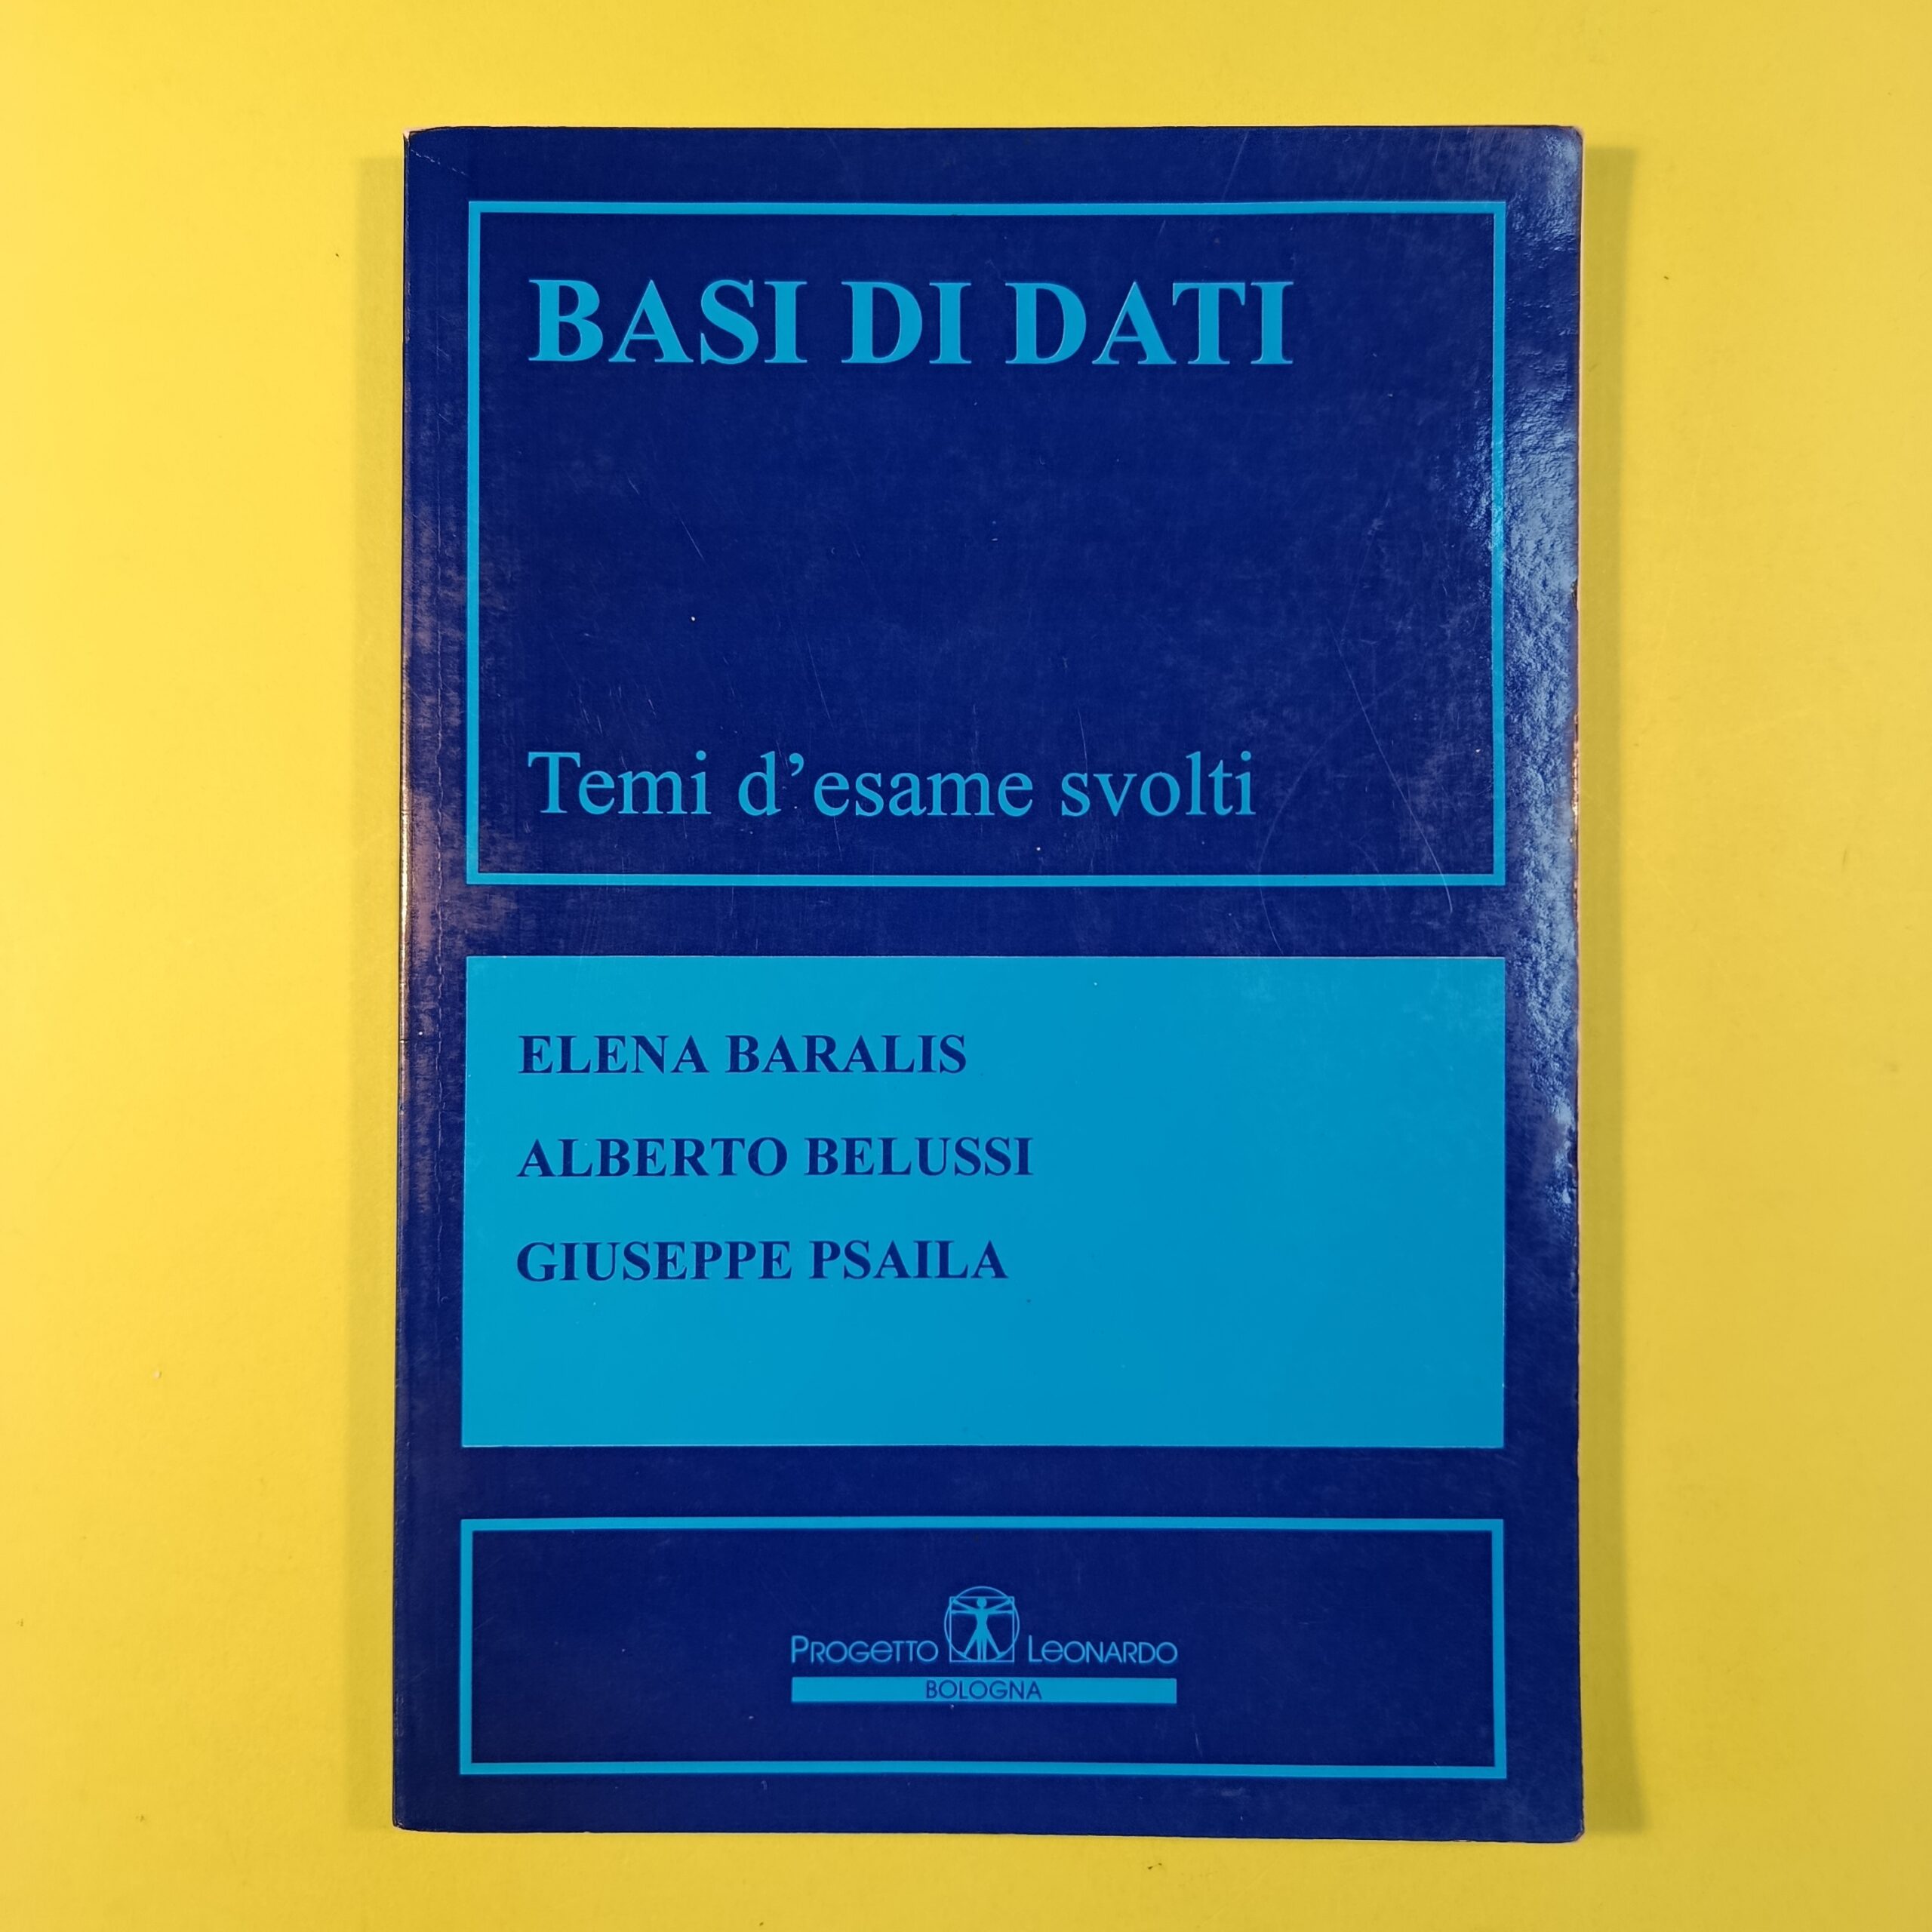 BASI DI DATI
Temi d'esame svolti
ELENA BARALIS
ALBERTO BELUSSI
GIUSEPPE PSAILA
PROGETTO LEONARDO
BOLOGNA